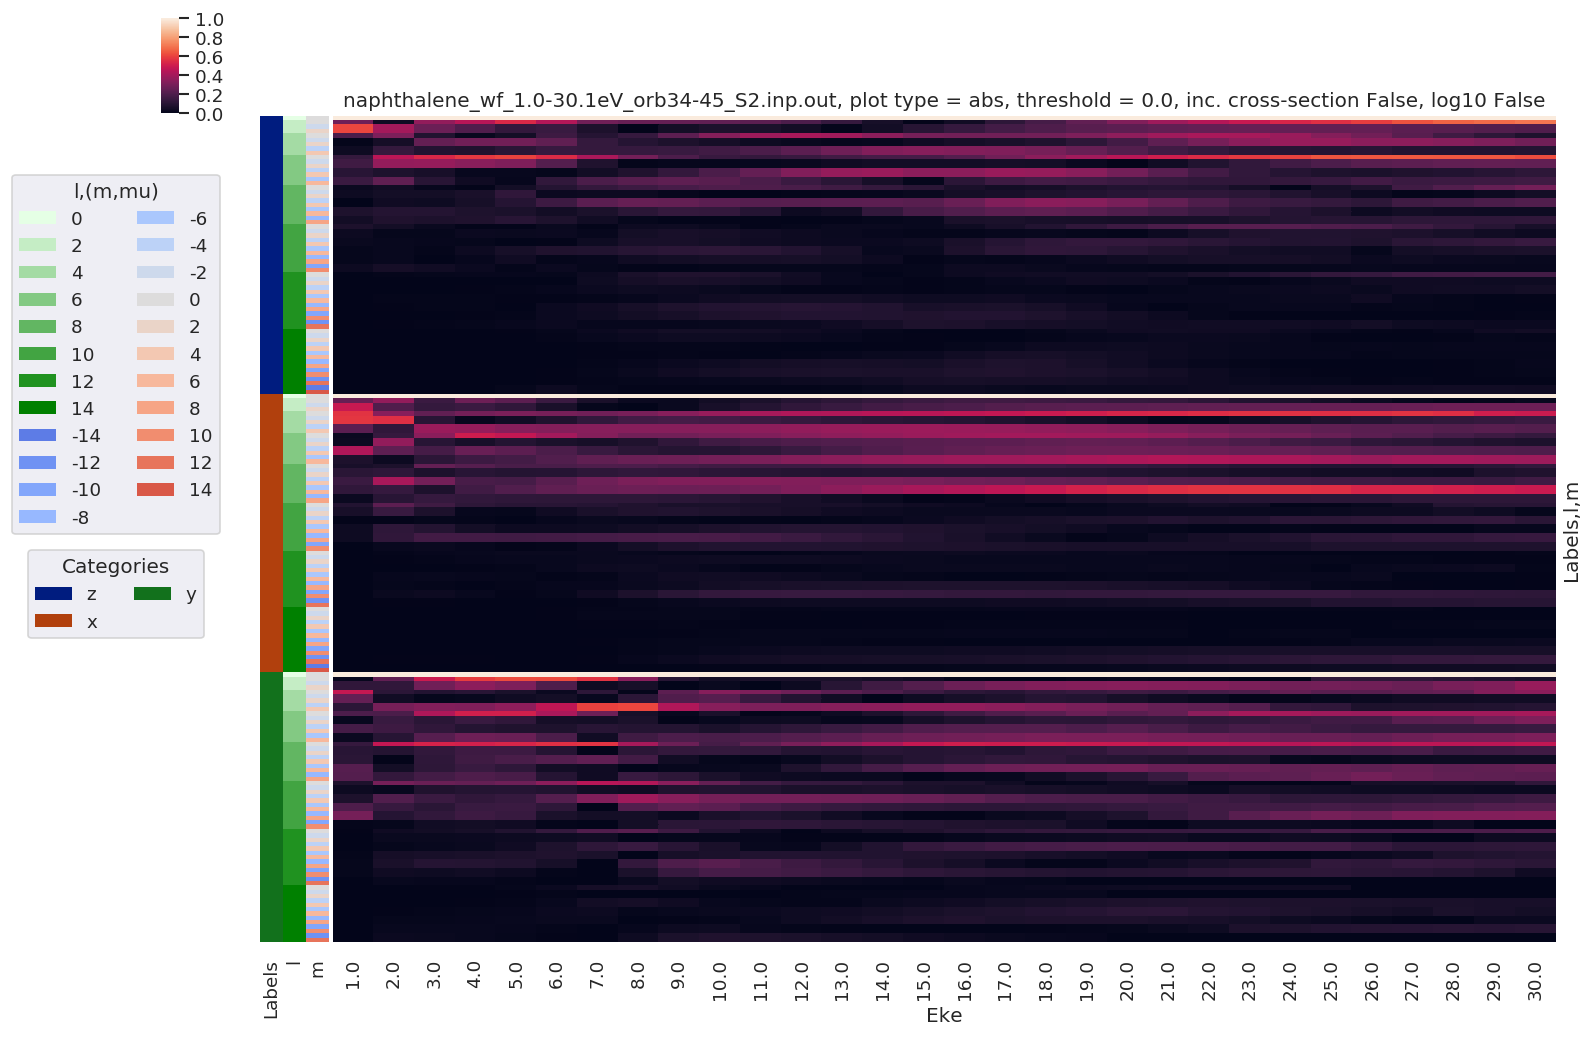 1.0
0.8
0.6
0.4
0.2
0.0
naphthalene_wf_1.0-30.1eV_orb34-45_S2.inp.out, plot type = abs, threshold = 0.0, inc. cross-section False, log10 False
l,(m,mu)
0 -6
2 -4
4 -2
6 0
8 2
10 4
12 6
14 8
-14 10
-12 12
-10 14
-8
Categories
z y
x
Labels,l,m
Labels l m 1.0 2.0 3.0 4.0 5.0 6.0 7.0 8.0 9.0 10.0 11.0 12.0 13.0 14.0 15.0 16.0 17.0 18.0 19.0 20.0 21.0 22.0 23.0 24.0 25.0 26.0 27.0 28.0 29.0 30.0
Eke